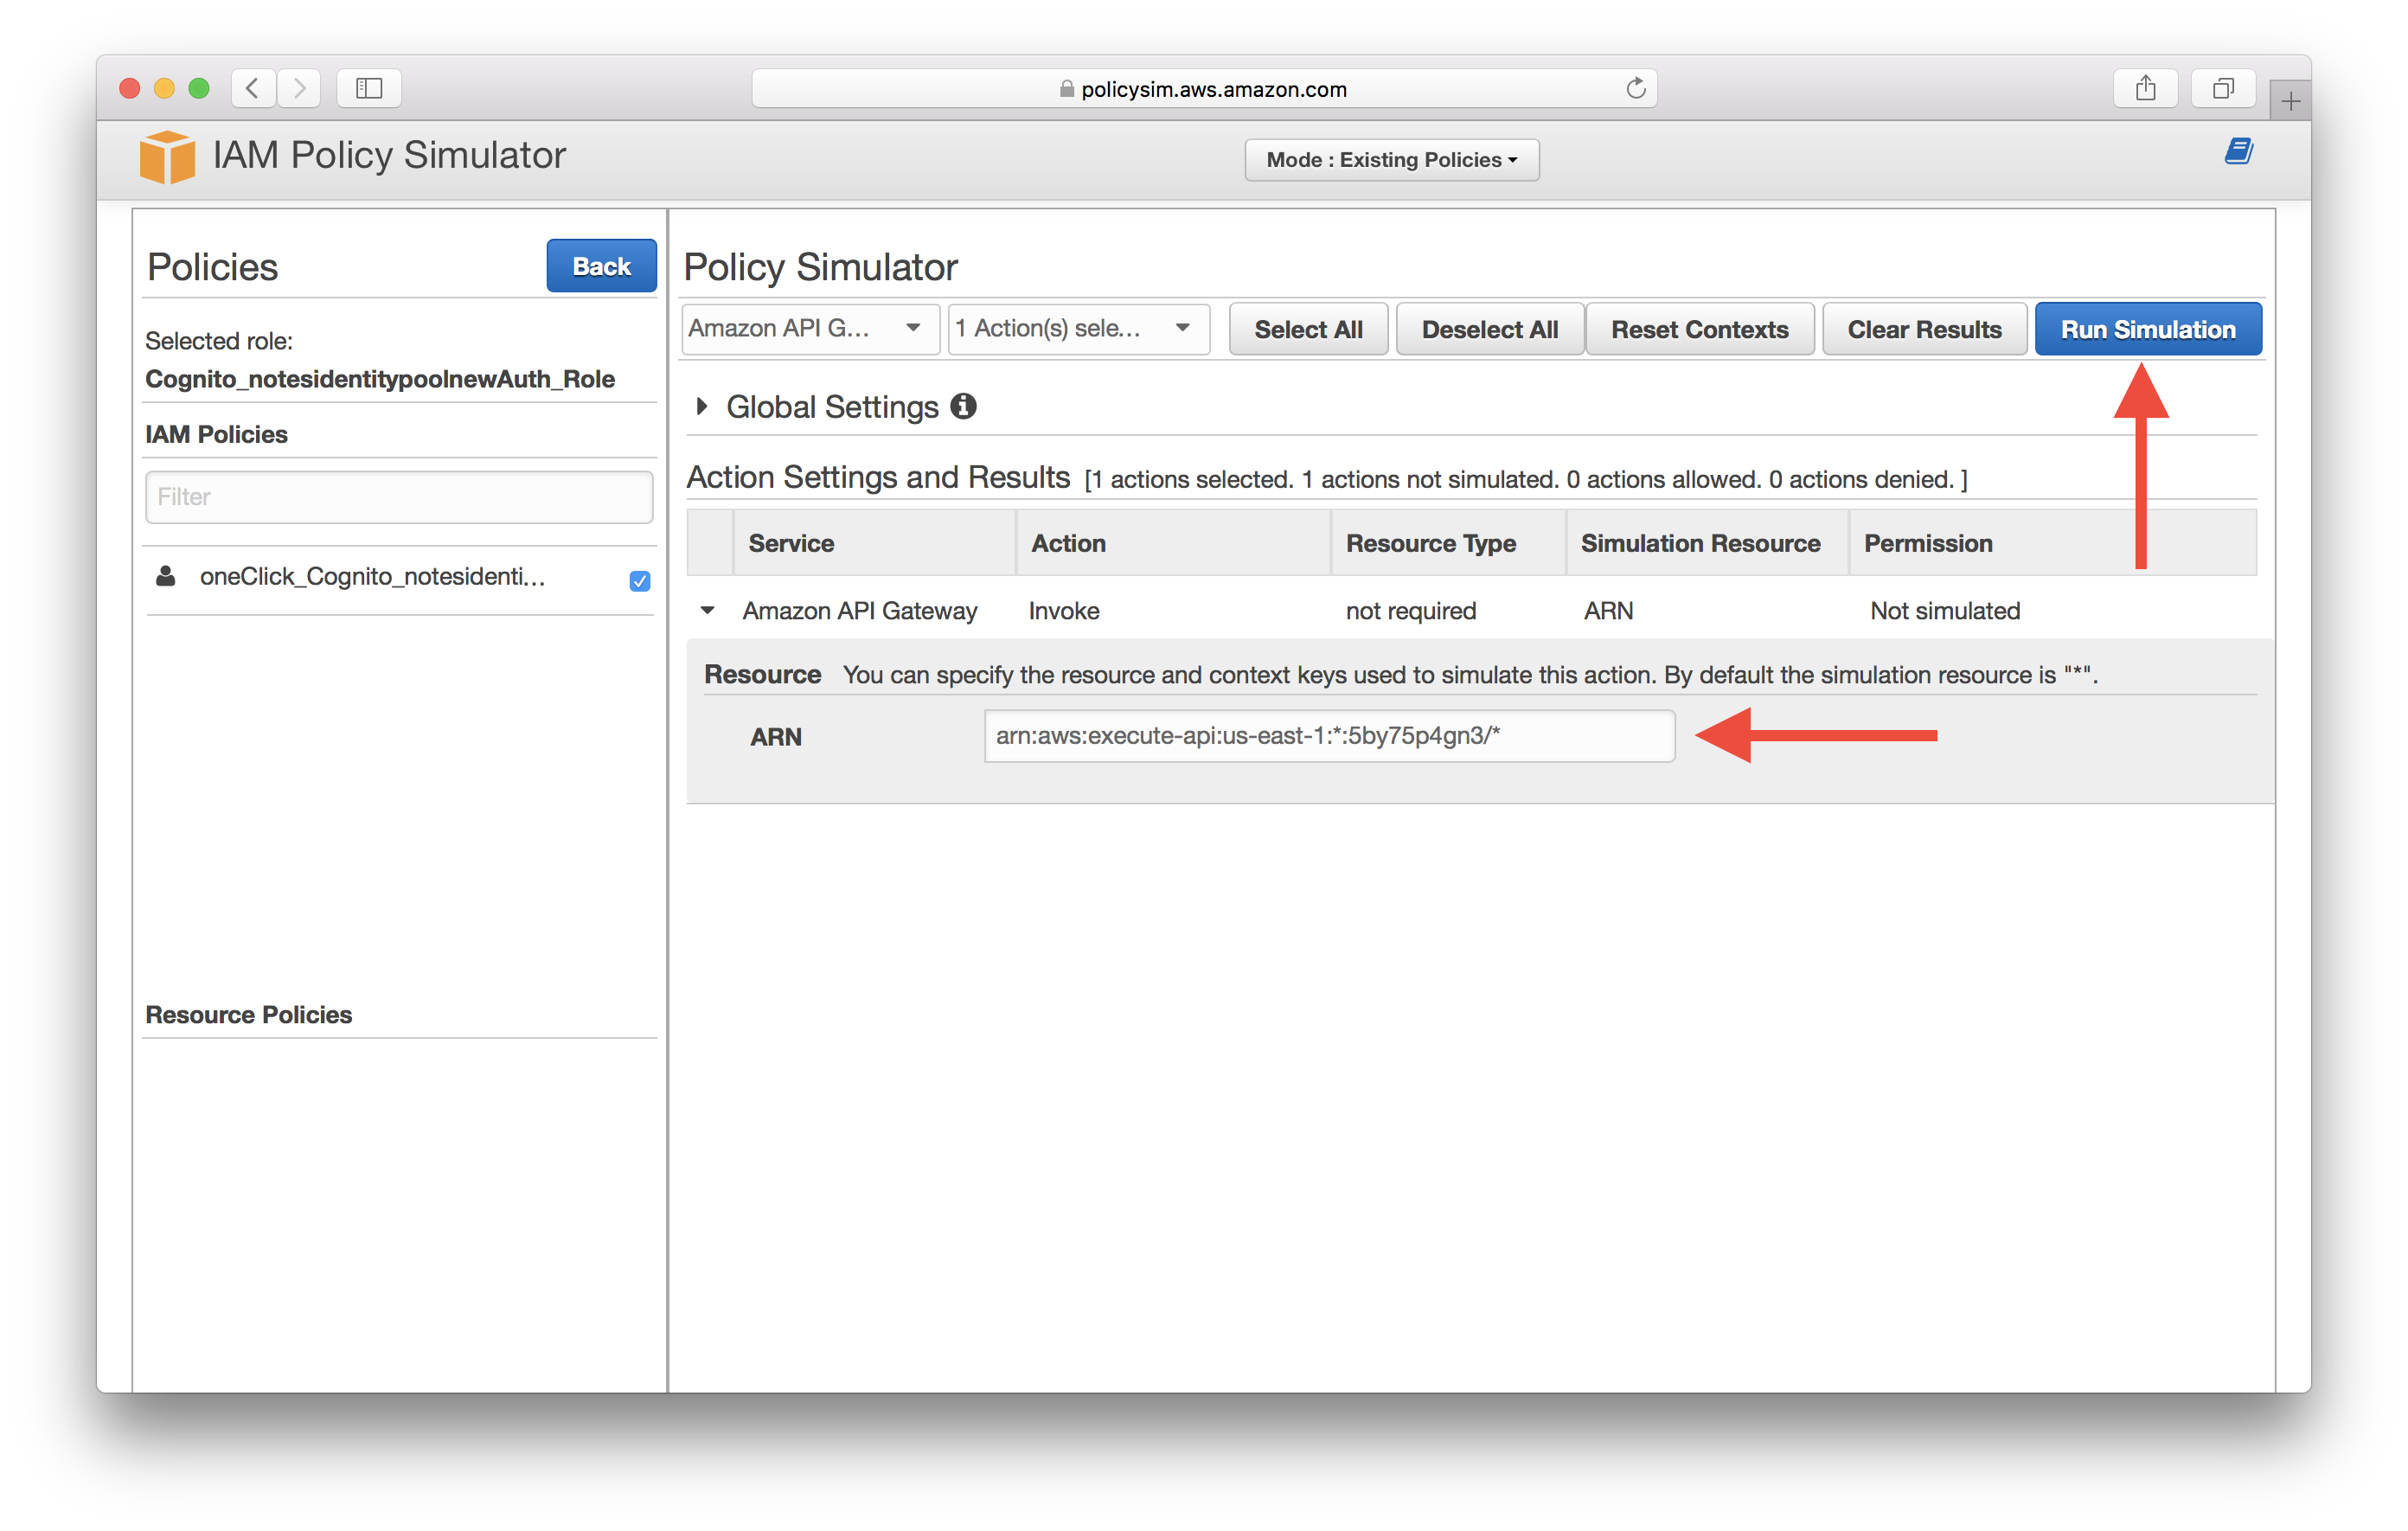 policysim.aws.amazon.com
IAM Policy Simulator
Mode : Existing Policies
Policies
Back
Selected role:
Cognito_notesidentitypoolnewAuth_Role
IAM Policies
Filter
oneClick_Cognito_notesidenti...
Resource Policies
Policy Simulator
Amazon API G... 1 Action(s) sele... Select All Deselect All Reset Contexts Clear Results Run Simulation
Global Settings
Action Settings and Results [1 actions selected. 1 actions not simulated. 0 actions allowed. 0 actions denied. ]
Service Action Resource Type Simulation Resource Permission
Amazon API Gateway Invoke not required ARN Not simulated
Resource You can specify the resource and context keys used to simulate this action. By default the simulation resource is "*".
ARN arn:aws:execute-api:us-east-1:*:5by75p4gn3/*